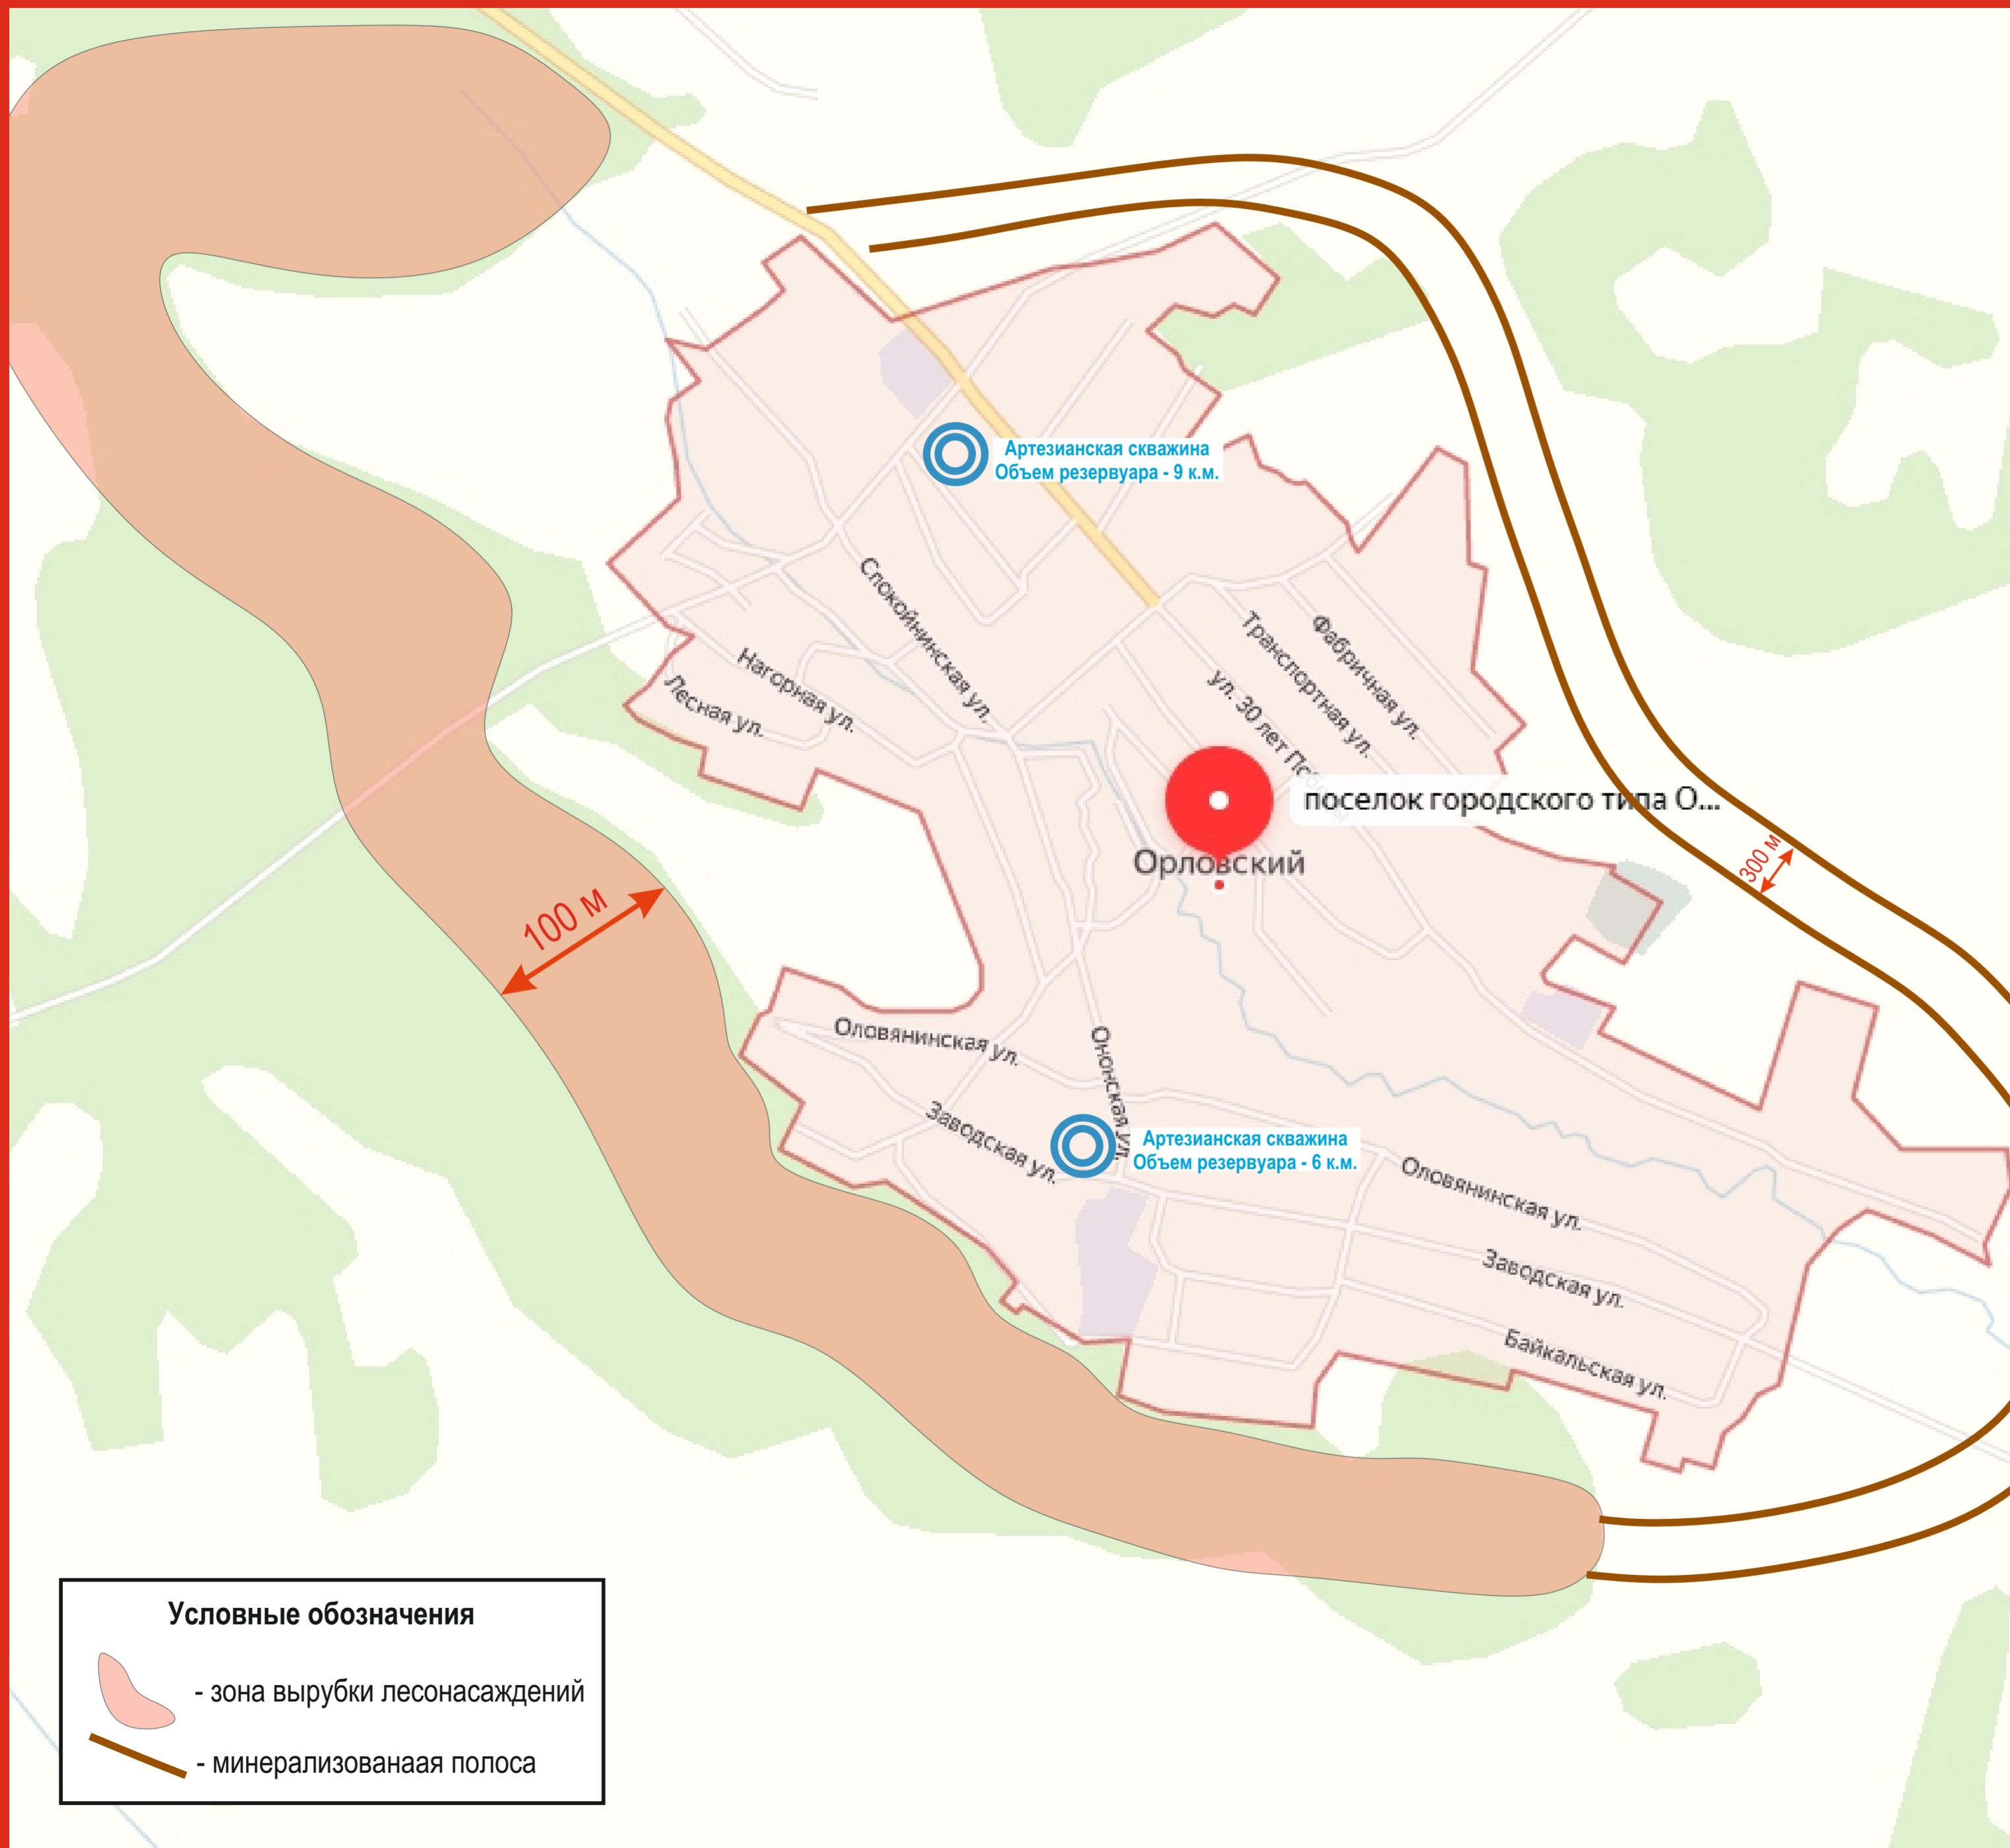 Артезианская скважина
Объем резервуара - 9 к.м.
Спокойнинская ул.
Нагорная ул.
Лесная ул.
Фабричная ул.
Транспортная ул.
ул. 30 лет Победы
поселок городского типа О...
Орловский
300 м
100 м
Оловянинская ул.
Ононская ул.
Заводская ул.
Артезианская скважина
Объем резервуара - 6 к.м.
Оловянинская ул.
Заводская ул.
Байкальская ул.
Условные обозначения
- зона вырубки лесонасаждений
- минерализованаая полоса